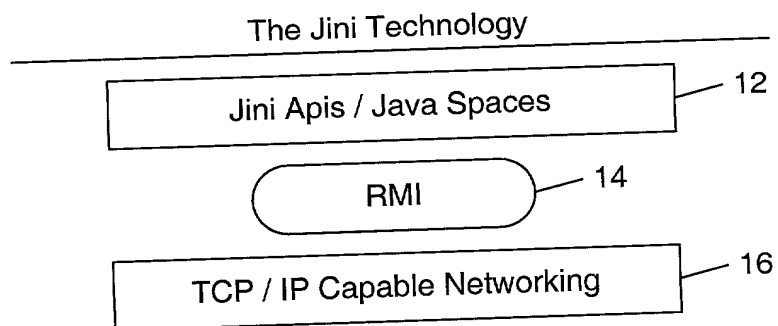 The Jini Technology
Jini Apis / Java Spaces
12
RMI
14
TCP / IP Capable Networking
16